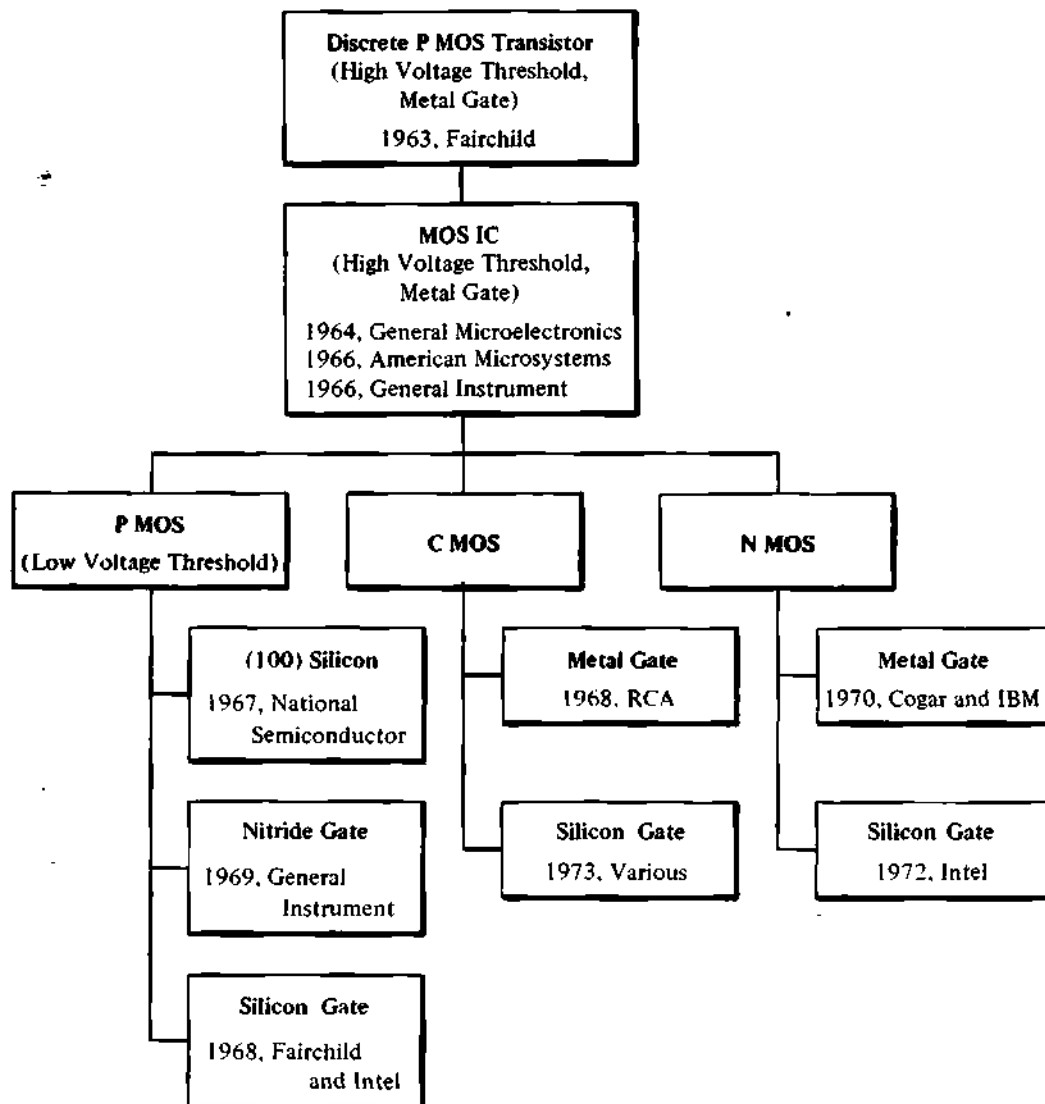 Discrete P MOS Transistor
(High Voltage Threshold,
Metal Gate)
1963, Fairchild
MOS IC
(High Voltage Threshold,
Metal Gate)
1964, General Microelectronics
1966, American Microsystems
1966, General Instrument
P MOS
(Low Voltage Threshold)
C MOS
N MOS
(100) Silicon
1967, National
Semiconductor
Metal Gate
1968, RCA
Metal Gate
1970, Cogar and IBM
Nitride Gate
1969, General
Instrument
Silicon Gate
1973, Various
Silicon Gate
1972, Intel
Silicon Gate
1968, Fairchild
and Intel